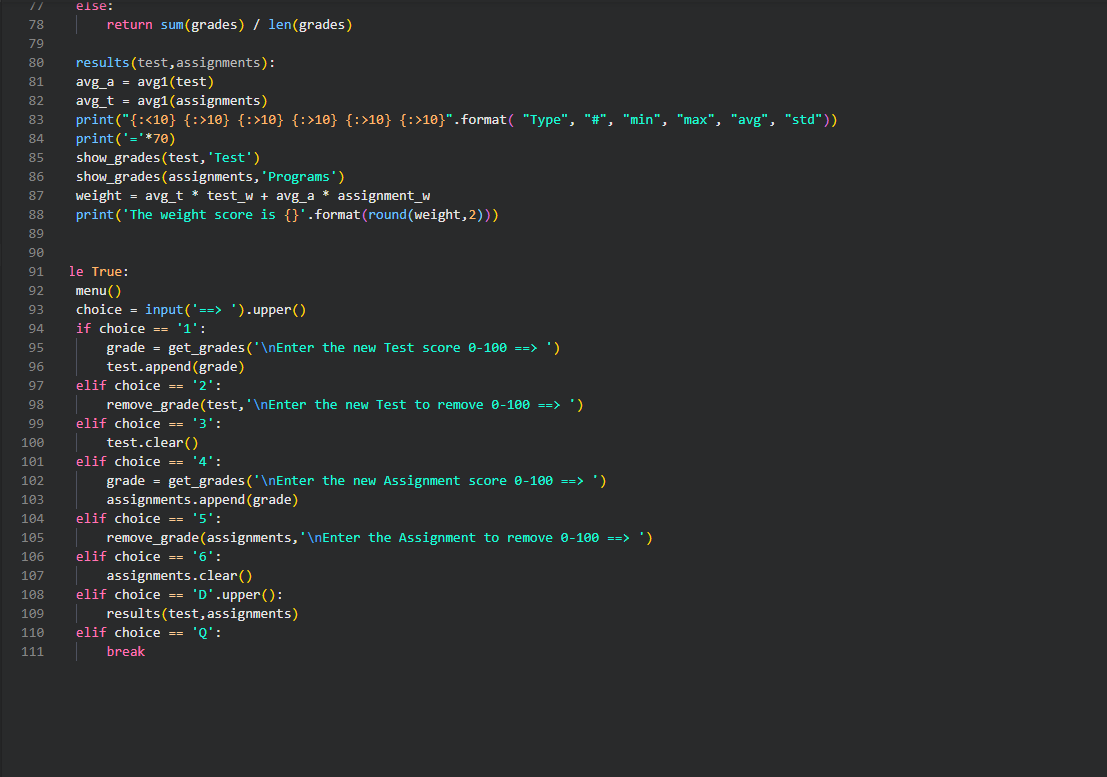 77 else:
78 return sum(grades) / len(grades)
79
80 results(test,assignments):
81 avg_a = avg1(test)
82 avg_t = avg1(assignments)
83 print("{:<10} {:>10} {:>10} {:>10} {:>10} {:>10}".format( "Type", "#", "min", "max", "avg", "std"))
84 print('='*70)
85 show_grades(test,'Test')
86 show_grades(assignments,'Programs')
87 weight = avg_t * test_w + avg_a * assignment_w
88 print('The weight score is {}'.format(round(weight,2)))
89
90
91 le True:
92 menu()
93 choice = input('==> ').upper()
94 if choice == '1':
95 grade = get_grades('\nEnter the new Test score 0-100 ==> ')
96 test.append(grade)
97 elif choice == '2':
98 remove_grade(test,'\nEnter the new Test to remove 0-100 ==> ')
99 elif choice == '3':
100 test.clear()
101 elif choice == '4':
102 grade = get_grades('\nEnter the new Assignment score 0-100 ==> ')
103 assignments.append(grade)
104 elif choice == '5':
105 remove_grade(assignments,'\nEnter the Assignment to remove 0-100 ==> ')
106 elif choice == '6':
107 assignments.clear()
108 elif choice == 'D'.upper():
109 results(test,assignments)
110 elif choice == 'Q':
111 break